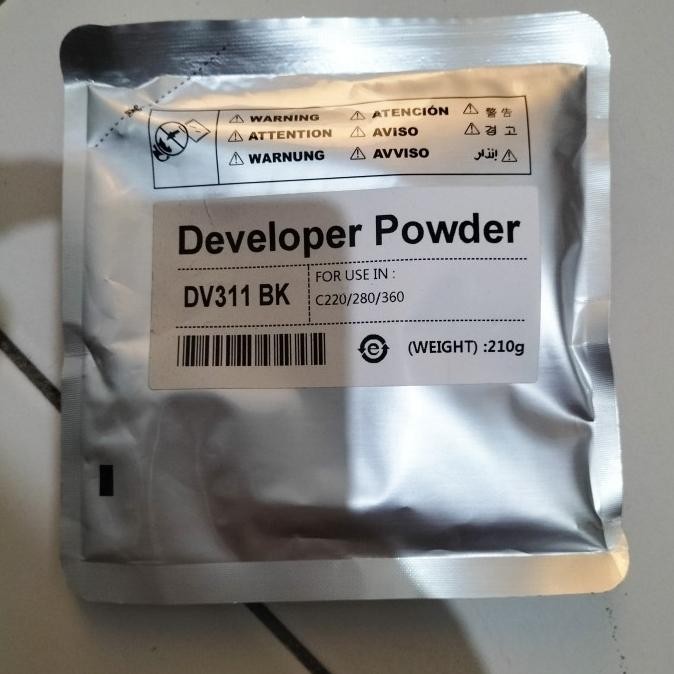 WARNING ATENCIÓN 警告
ATTENTION AVISO 경고
WARNUNG AVVISO إنذار
Developer Powder
DV311 BK
FOR USE IN :
C220/280/360
(WEIGHT) :210g